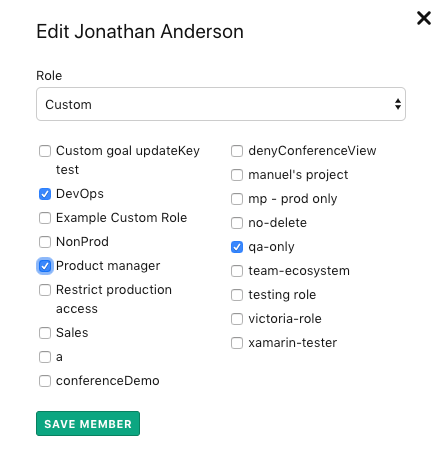 Edit Jonathan Anderson
Role
Custom
Custom goal updateKey
test
DevOps
Example Custom Role
NonProd
Product manager
Restrict production
access
Sales
a
conferenceDemo
denyConferenceView
manuel's project
mp - prod only
no-delete
qa-only
team-ecosystem
testing role
victoria-role
xamarin-tester
SAVE MEMBER